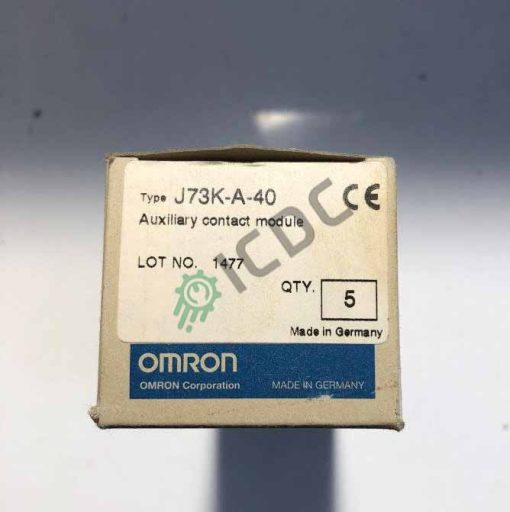 Type J73K-A-40
CE
Auxiliary contact module
LOT NO. 1477
QTY. 5
Made in Germany
ICDC
OMRON
OMRON Corporation
MADE IN GERMANY